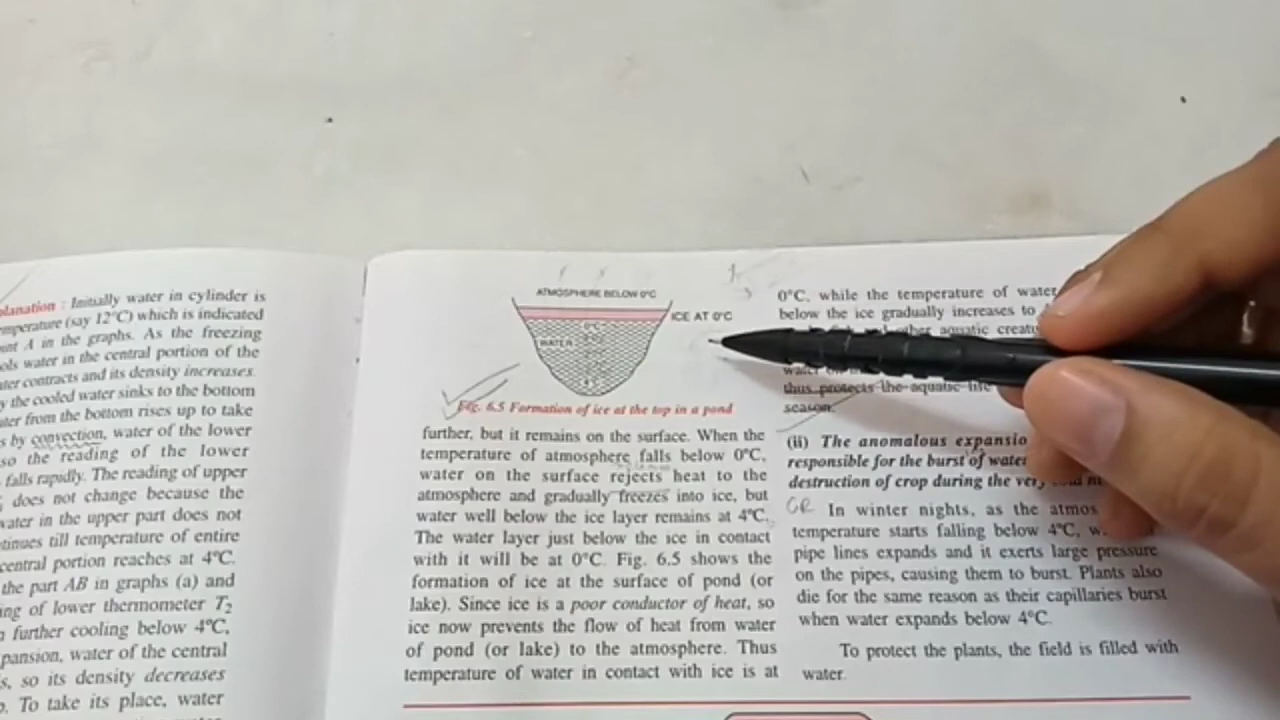 planation : Initially water in cylinder is
mperature (say 12°C) which is indicated
A in the graphs. As the freezing
ols water in the central portion of the
ter contracts and its density increases.
y the cooled water sinks to the bottom
ater from the bottom rises up to take
s by convection, water of the lower
so the reading of the lower
falls rapidly. The reading of upper
does not change because the
water in the upper part does not
tinues till temperature of entire
central portion reaches at 4°C.
the part AB in graphs (a) and
ing of lower thermometer T2
further cooling below 4°C,
pansion, water of the central
s, so its density decreases
To take its place, water
ATMOSPHERE BELOW 0°C
ICE AT 0°C
0°C
WATER
Fig. 6.5 Formation of ice at the top in a pond
further, but it remains on the surface. When the
temperature of atmosphere falls below 0°C,
water on the surface rejects heat to the
atmosphere and gradually freezes into ice, but
water well below the ice layer remains at 4°C.
The water layer just below the ice in contact
with it will be at 0°C. Fig. 6.5 shows the
formation of ice at the surface of pond (or
lake). Since ice is a poor conductor of heat, so
ice now prevents the flow of heat from water
of pond (or lake) to the atmosphere. Thus
temperature of water in contact with ice is at
0°C, while the temperature of water
below the ice gradually increases to
other aquatic creatu
water
thus protects the aquatic life
season.
(ii) The anomalous expansio
responsible for the burst of water
destruction of crop during the very
GR In winter nights, as the atmos
temperature starts falling below 4°C, w
pipe lines expands and it exerts large pressure
on the pipes, causing them to burst. Plants also
die for the same reason as their capillaries burst
when water expands below 4°C.
To protect the plants, the field is filled with
water.